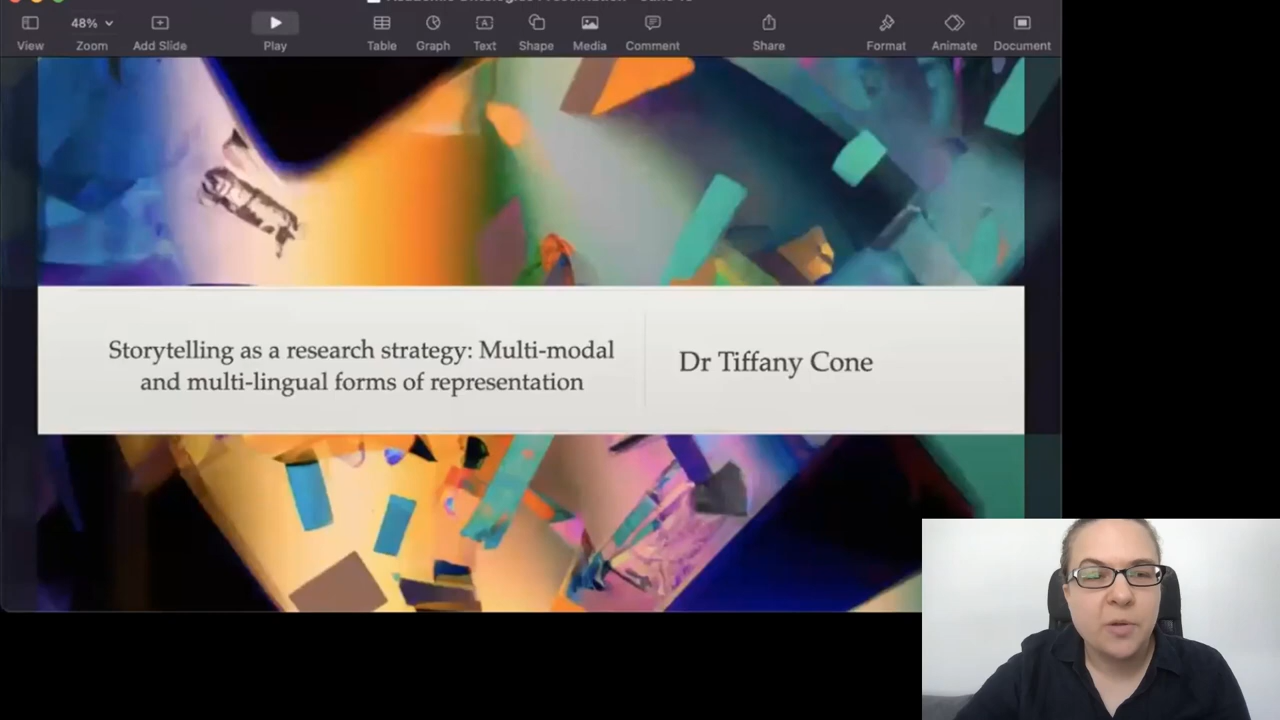 48%
View
Zoom
Add Slide
Play
Table
Graph
Text
Shape
Media
Comment
Share
Format
Animate
Document
Storytelling as a research strategy: Multi-modal
and multi-lingual forms of representation
Dr Tiffany Cone